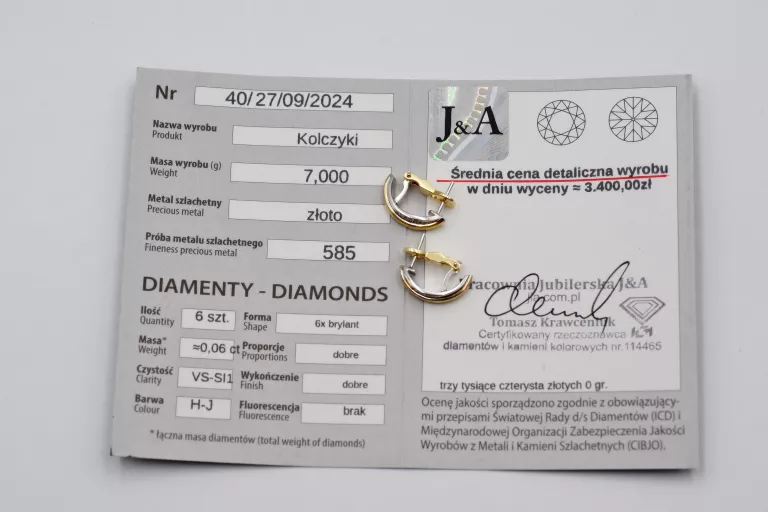 Nr 40/27/09/2024
Nazwa wyrobu
Produkt
Kolczyki
Masa wyrobu (g)
Weight
7,000
Metal szlachetny
Precious metal
złoto
Próba metalu szlachetnego
Fineness precious metal
585
DIAMENTY - DIAMONDS
Ilość
Quantity
6 szt.
Forma
Shape
6x brylant
Masa*
Weight
≈0,06 ct
Proporcje
Proportions
dobre
Czystość
Clarity
VS-SI1
Wykończenie
Finish
dobre
Barwa
Colour
H-J
Fluorescencja
Fluorescence
brak
* łączna masa diamentów (total weight of diamonds)
J&A
Średnia cena detaliczna wyrobu
w dniu wyceny ≈ 3.400,00zł
Jubilerska J&A
Tomasz
Certyfikowany rzeczoznawca
diamentów i kamieni kolorowych nr.114465
trzy tysiące czterysta złotych 0 gr.
Ocenę jakości sporządzono zgodnie z obowiązujący-
mi przepisami Światowej Rady d/s Diamentów (ICD) i
Międzynarodowej Organizacji Zabezpieczenia Jakości
Wyrobów z Metali i Kamieni Szlachetnych (CIBJO).